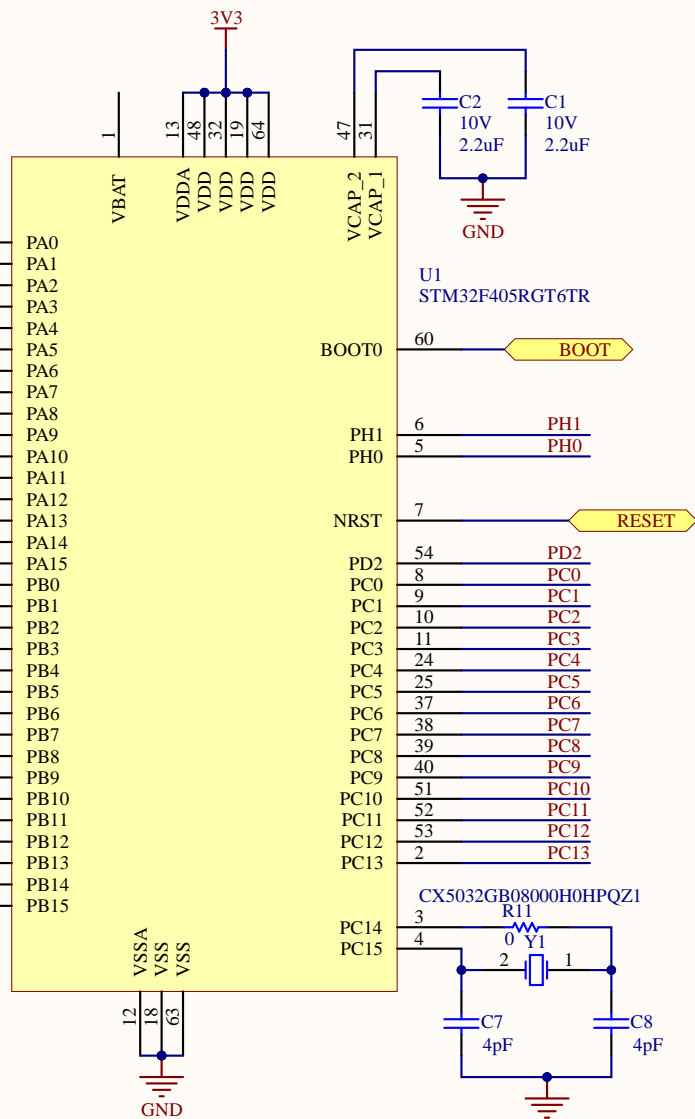 3V3
1
13
48
32
19
64
47
31
C2
10V
2.2uF
C1
10V
2.2uF
VBAT
VDDA
VDD
VDD
VDD
VDD
VCAP_2
VCAP_1
GND
U1
STM32F405RGT6TR
PA0
PA1
PA2
PA3
PA4
PA5
PA6
PA7
PA8
PA9
PA10
PA11
PA12
PA13
PA14
PA15
PB0
PB1
PB2
PB3
PB4
PB5
PB6
PB7
PB8
PB9
PB10
PB11
PB12
PB13
PB14
PB15
BOOT0 60 BOOT
PH1 6 PH1
PH0 5 PH0
NRST 7 RESET
PD2 54 PD2
PC0 8 PC0
PC1 9 PC1
PC2 10 PC2
PC3 11 PC3
PC4 24 PC4
PC5 25 PC5
PC6 37 PC6
PC7 38 PC7
PC8 39 PC8
PC9 40 PC9
PC10 51 PC10
PC11 52 PC11
PC12 53 PC12
PC13 2 PC13
CX5032GB08000H0HPQZ1
PC14 3
R11
0
PC15 4
Y1
2
1
C7
4pF
C8
4pF
VSSA
VSS
VSS
12
18
63
GND